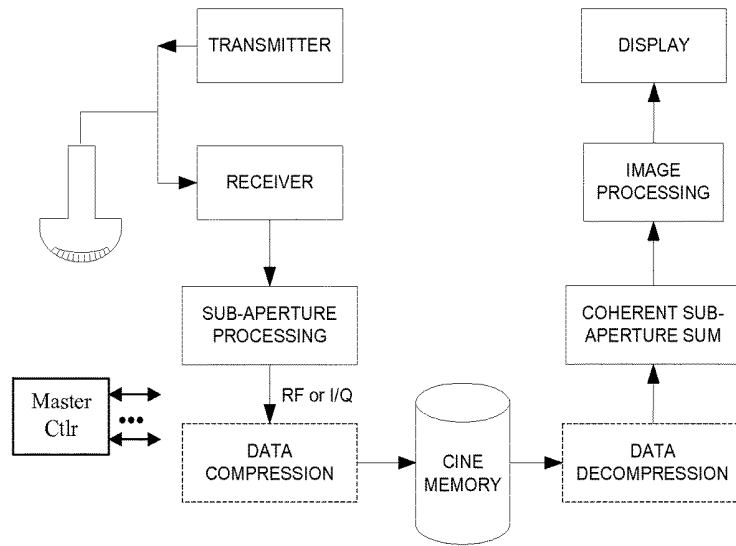 TRANSMITTER
DISPLAY
RECEIVER
IMAGE
PROCESSING
SUB-APERTURE
PROCESSING
COHERENT SUB-
APERTURE SUM
Master
Ctlr
•••
RF or I/Q
DATA
COMPRESSION
CINE
MEMORY
DATA
DECOMPRESSION